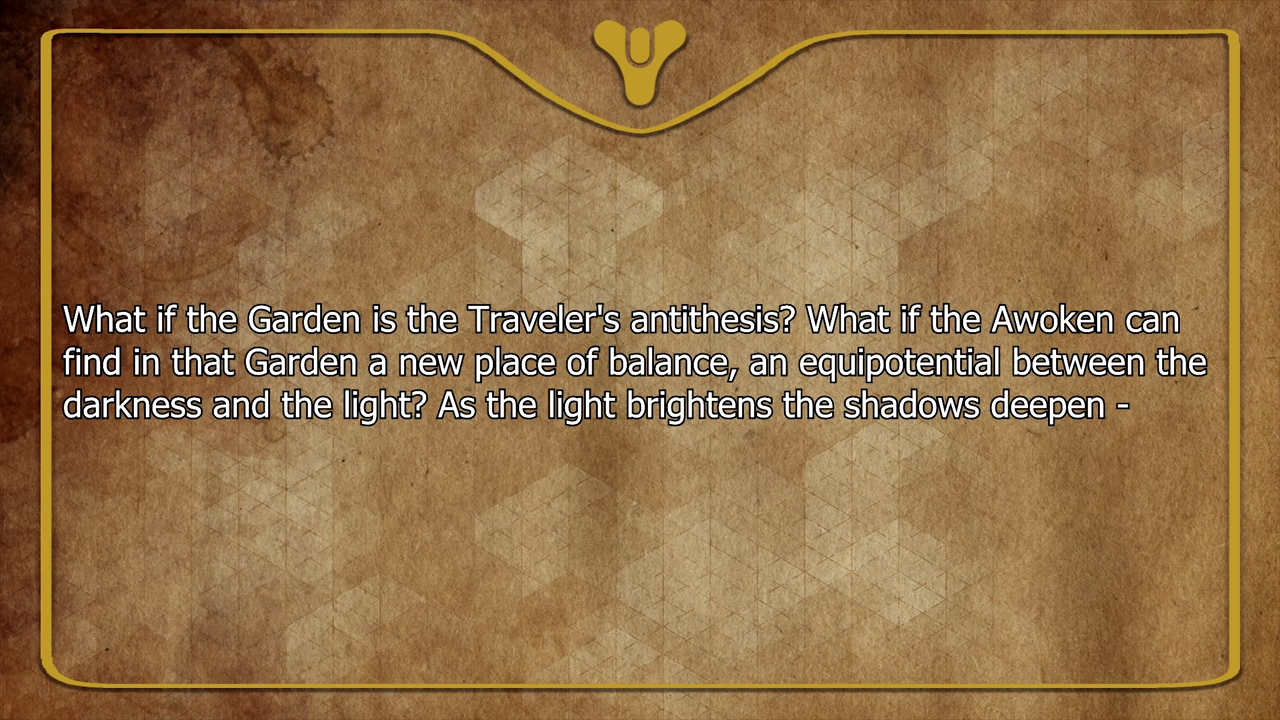 What if the Garden is the Traveler's antithesis? What if the Awoken can
find in that Garden a new place of balance, an equipotential between the
darkness and the light? As the light brightens the shadows deepen -